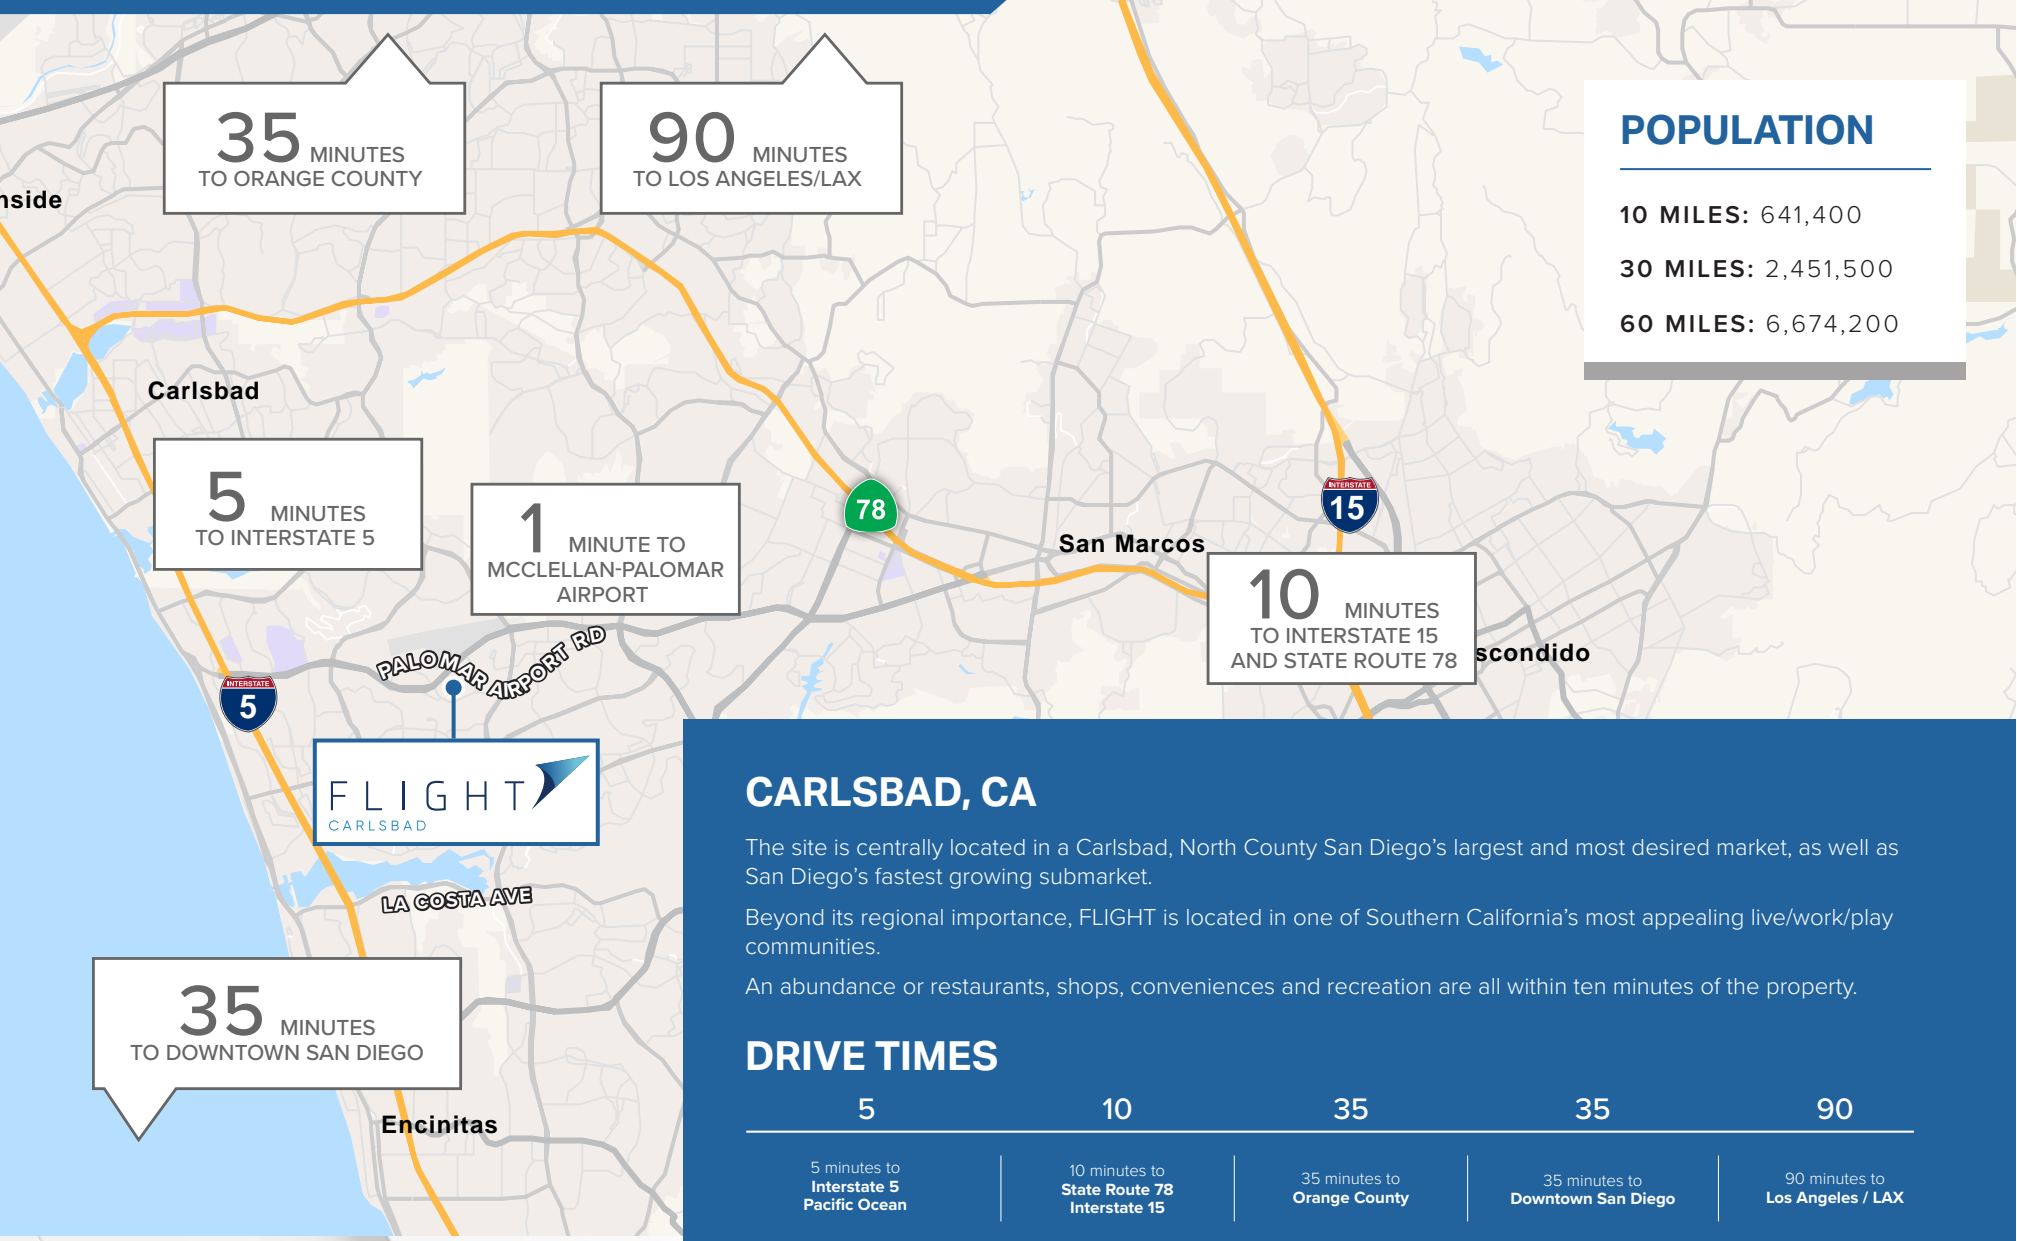 35 MINUTES
TO ORANGE COUNTY
90 MINUTES
TO LOS ANGELES/LAX
POPULATION
10 MILES: 641,400
30 MILES: 2,451,500
60 MILES: 6,674,200
nside
Carlsbad
5 MINUTES
TO INTERSTATE 5
1 MINUTE TO
MCCLELLAN-PALOMAR
AIRPORT
78
INTERSTATE
15
San Marcos
10 MINUTES
TO INTERSTATE 15
AND STATE ROUTE 78
scondido
PALOMAR AIRPORT RD
INTERSTATE
5
FLIGHT
CARLSBAD
LA COSTA AVE
35 MINUTES
TO DOWNTOWN SAN DIEGO
Encinitas
CARLSBAD, CA
The site is centrally located in a Carlsbad, North County San Diego’s largest and most desired market, as well as
San Diego’s fastest growing submarket.
Beyond its regional importance, FLIGHT is located in one of Southern California’s most appealing live/work/play
communities.
An abundance or restaurants, shops, conveniences and recreation are all within ten minutes of the property.
DRIVE TIMES
5 10 35 35 90
5 minutes to
Interstate 5
Pacific Ocean
10 minutes to
State Route 78
Interstate 15
35 minutes to
Orange County
35 minutes to
Downtown San Diego
90 minutes to
Los Angeles / LAX